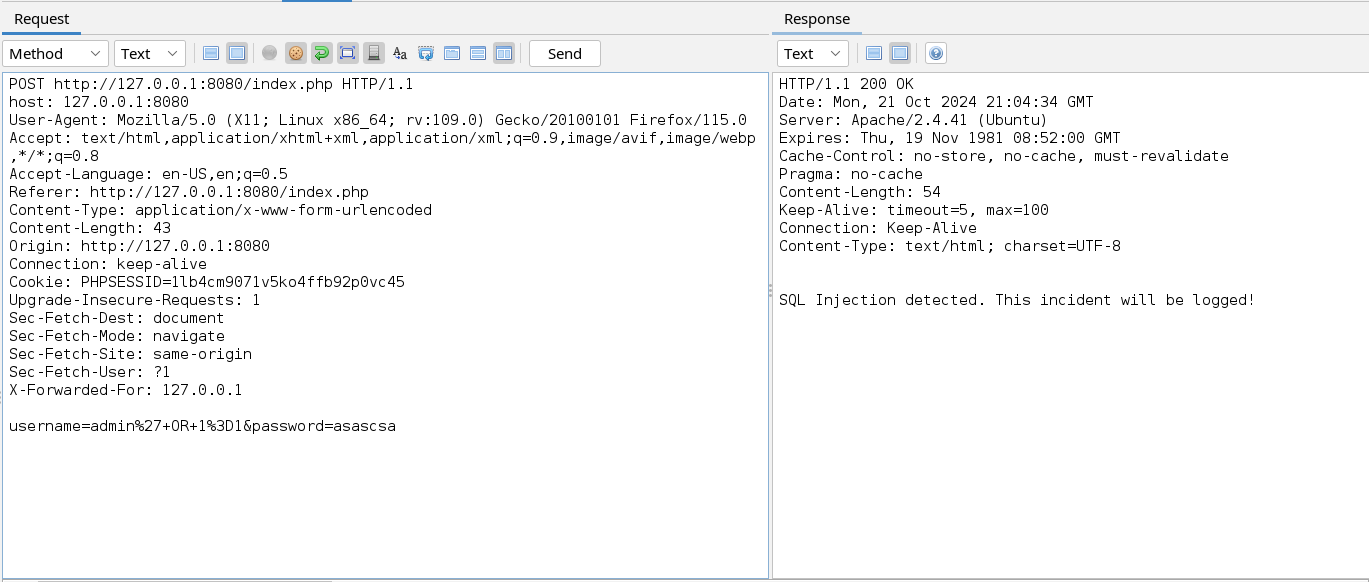 Request
Method
Text
Aa
Send
POST http://127.0.0.1:8080/index.php HTTP/1.1
host: 127.0.0.1:8080
User-Agent: Mozilla/5.0 (X11; Linux x86_64; rv:109.0) Gecko/20100101 Firefox/115.0
Accept: text/html,application/xhtml+xml,application/xml;q=0.9,image/avif,image/webp
,*/*;q=0.8
Accept-Language: en-US,en;q=0.5
Referer: http://127.0.0.1:8080/index.php
Content-Type: application/x-www-form-urlencoded
Content-Length: 43
Origin: http://127.0.0.1:8080
Connection: keep-alive
Cookie: PHPSESSID=1lb4cm9071v5ko4ffb92p0vc45
Upgrade-Insecure-Requests: 1
Sec-Fetch-Dest: document
Sec-Fetch-Mode: navigate
Sec-Fetch-Site: same-origin
Sec-Fetch-User: ?1
X-Forwarded-For: 127.0.0.1
username=admin%27+OR+1%3D1&password=asascsa
Response
Text
HTTP/1.1 200 OK
Date: Mon, 21 Oct 2024 21:04:34 GMT
Server: Apache/2.4.41 (Ubuntu)
Expires: Thu, 19 Nov 1981 08:52:00 GMT
Cache-Control: no-store, no-cache, must-revalidate
Pragma: no-cache
Content-Length: 54
Keep-Alive: timeout=5, max=100
Connection: Keep-Alive
Content-Type: text/html; charset=UTF-8
SQL Injection detected. This incident will be logged!